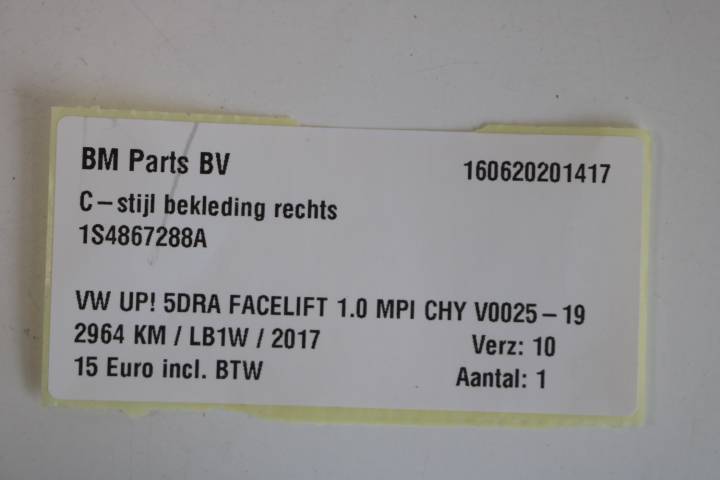 BM Parts BV 160620201417
C-stijl bekleding rechts
1S4867288A
VW UP! 5DRA FACELIFT 1.0 MPI CHY V0025-19
2964 KM / LB1W / 2017 Verz: 10
15 Euro incl. BTW Aantal: 1